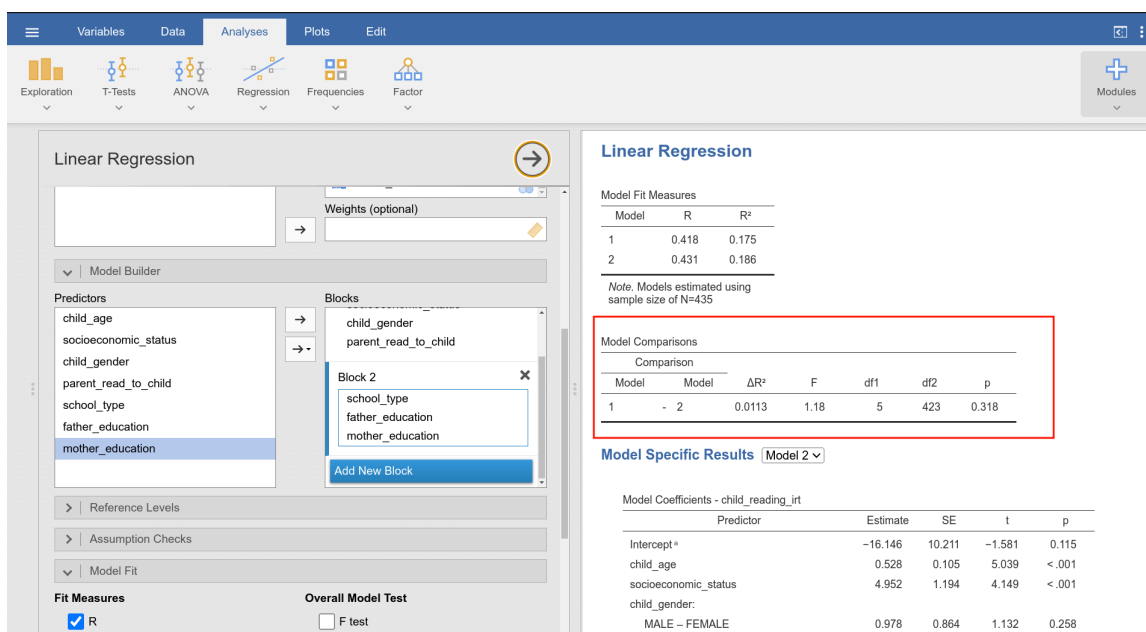 Variables Data Analyses Plots Edit
Exploration T-Tests ANOVA Regression Frequencies Factor Modules
Linear Regression
Weights (optional)
Model Builder
Predictors
child_age
socioeconomic_status
child_gender
parent_read_to_child
school_type
father_education
mother_education
Blocks
child_gender
parent_read_to_child
Block 2
school_type
father_education
mother_education
Add New Block
Reference Levels
Assumption Checks
Model Fit
Fit Measures Overall Model Test
R F test
Linear Regression
Model Fit Measures
Model R R²
1 0.418 0.175
2 0.431 0.186
Note. Models estimated using
sample size of N=435
Model Comparisons
Comparison
Model Model ΔR² F df1 df2 p
1 - 2 0.0113 1.18 5 423 0.318
Model Specific Results Model 2
Model Coefficients - child_reading_irt
Predictor Estimate SE t p
Intercept ᵃ −16.146 10.211 −1.581 0.115
child_age 0.528 0.105 5.039 < .001
socioeconomic_status 4.952 1.194 4.149 < .001
child_gender:
MALE – FEMALE 0.978 0.864 1.132 0.258